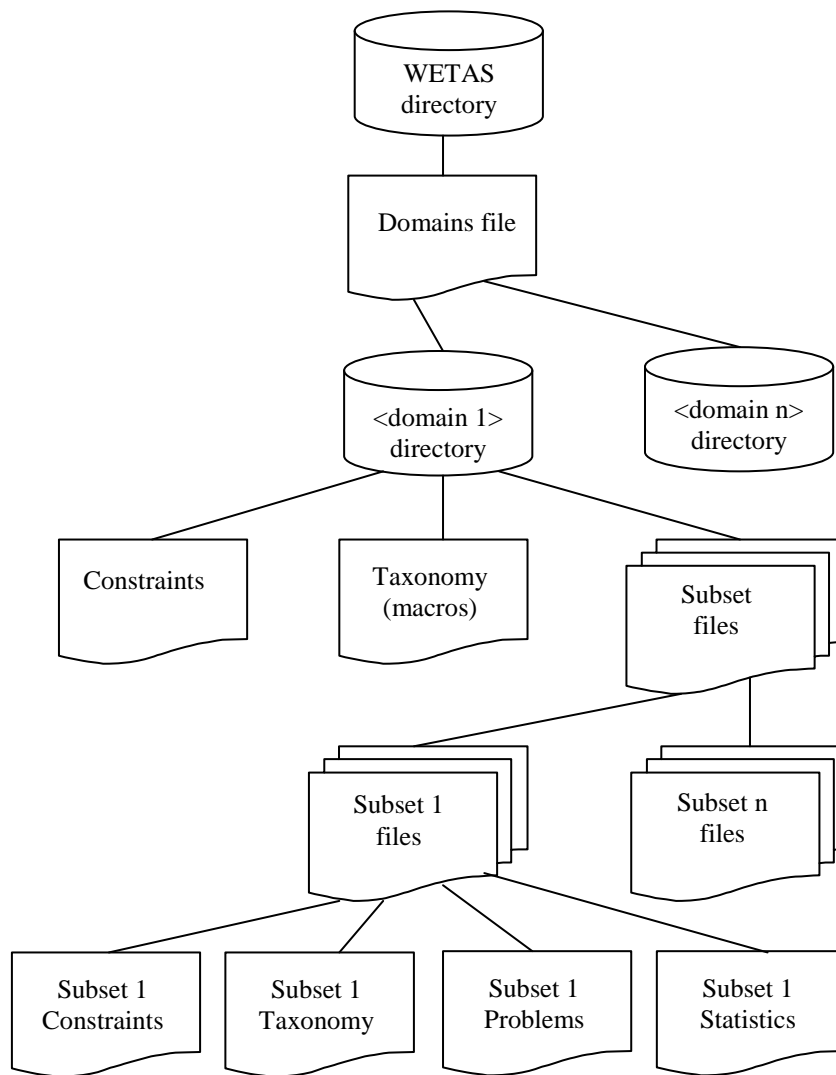 WETAS
directory
Domains file
<domain 1>
directory
<domain n>
directory
Constraints
Taxonomy
(macros)
Subset
files
Subset 1
files
Subset n
files
Subset 1
Constraints
Subset 1
Taxonomy
Subset 1
Problems
Subset 1
Statistics